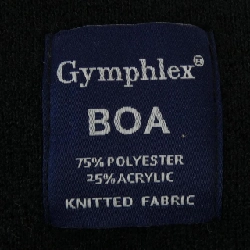 Gymphlex®
BOA
75% POLYESTER
25% ACRYLIC
KNITTED FABRIC